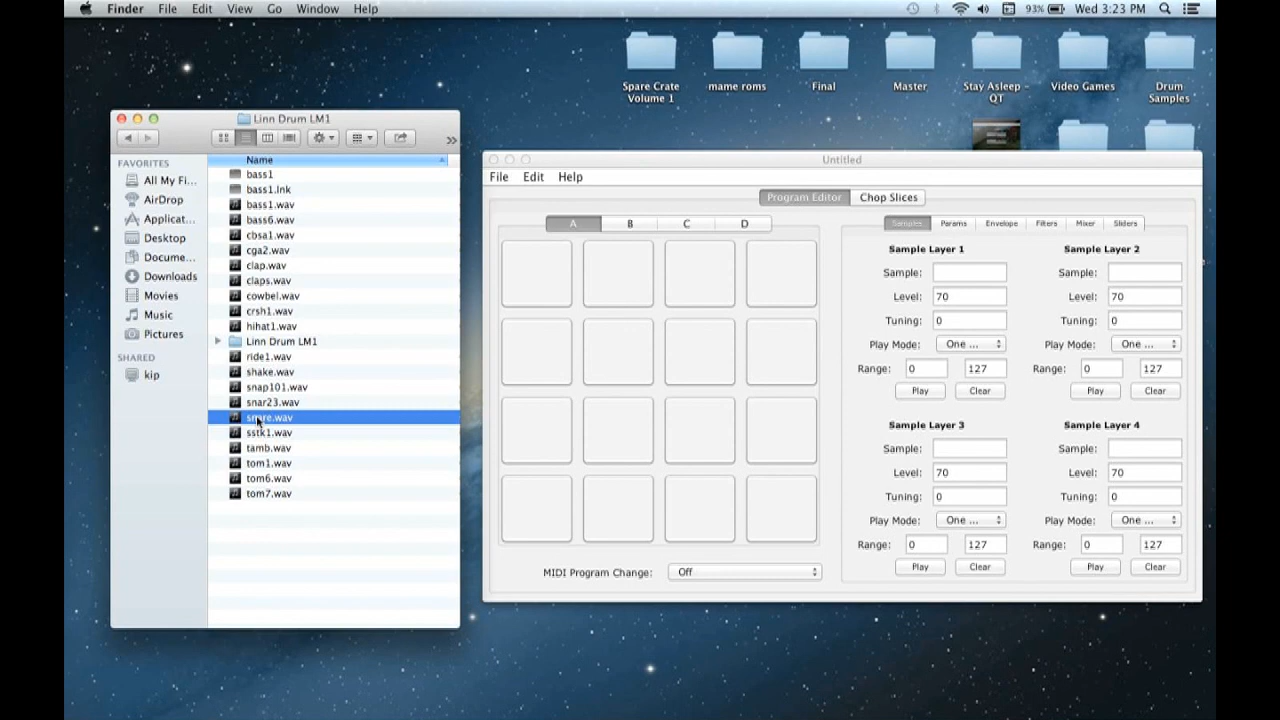 Finder File Edit View Go Window Help 93% Wed 3:23 PM
Spare Crate Volume 1
mame roms
Final
Master
Stay Asleep - QT
Video Games
Drum Samples
Linn Drum LM1
FAVORITES
All My Fi...
AirDrop
Applicat...
Desktop
Docume...
Downloads
Movies
Music
Pictures
SHARED
kip
Name
bass1
bass1.lnk
bass1.wav
bass6.wav
cbsa1.wav
cga2.wav
clap.wav
claps.wav
cowbel.wav
crsh1.wav
hihat1.wav
Linn Drum LM1
ride1.wav
shake.wav
snap101.wav
snar23.wav
sstk1.wav
tamb.wav
tom1.wav
tom6.wav
tom7.wav
Untitled
File Edit Help
Program Editor Chop Slices
A B C D
MIDI Program Change: Off
Samples Params Envelope Filters Mixer Sliders
Sample Layer 1
Sample:
Level: 70
Tuning: 0
Play Mode: One ...
Range: 0 127
Play Clear
Sample Layer 2
Sample:
Level: 70
Tuning: 0
Play Mode: One ...
Range: 0 127
Play Clear
Sample Layer 3
Sample:
Level: 70
Tuning: 0
Play Mode: One ...
Range: 0 127
Play Clear
Sample Layer 4
Sample:
Level: 70
Tuning: 0
Play Mode: One ...
Range: 0 127
Play Clear